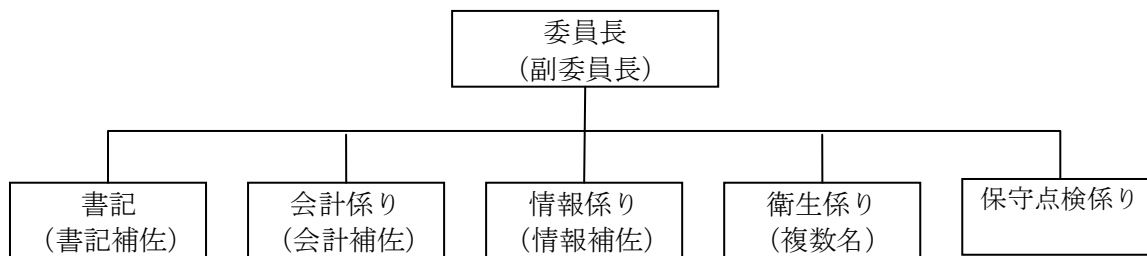 委員長
（副委員長）
書記
（書記補佐）
会計係り
（会計補佐）
情報係り
（情報補佐）
衛生係り
（複数名）
保守点検係り